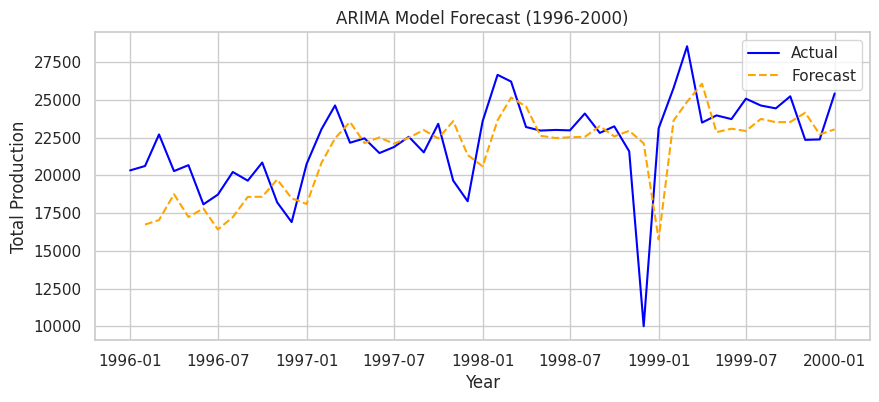 ARIMA Model Forecast (1996-2000)
Actual
Forecast
Total Production
27500
25000
22500
20000
17500
15000
12500
10000
1996-01 1996-07 1997-01 1997-07 1998-01 1998-07 1999-01 1999-07 2000-01
Year